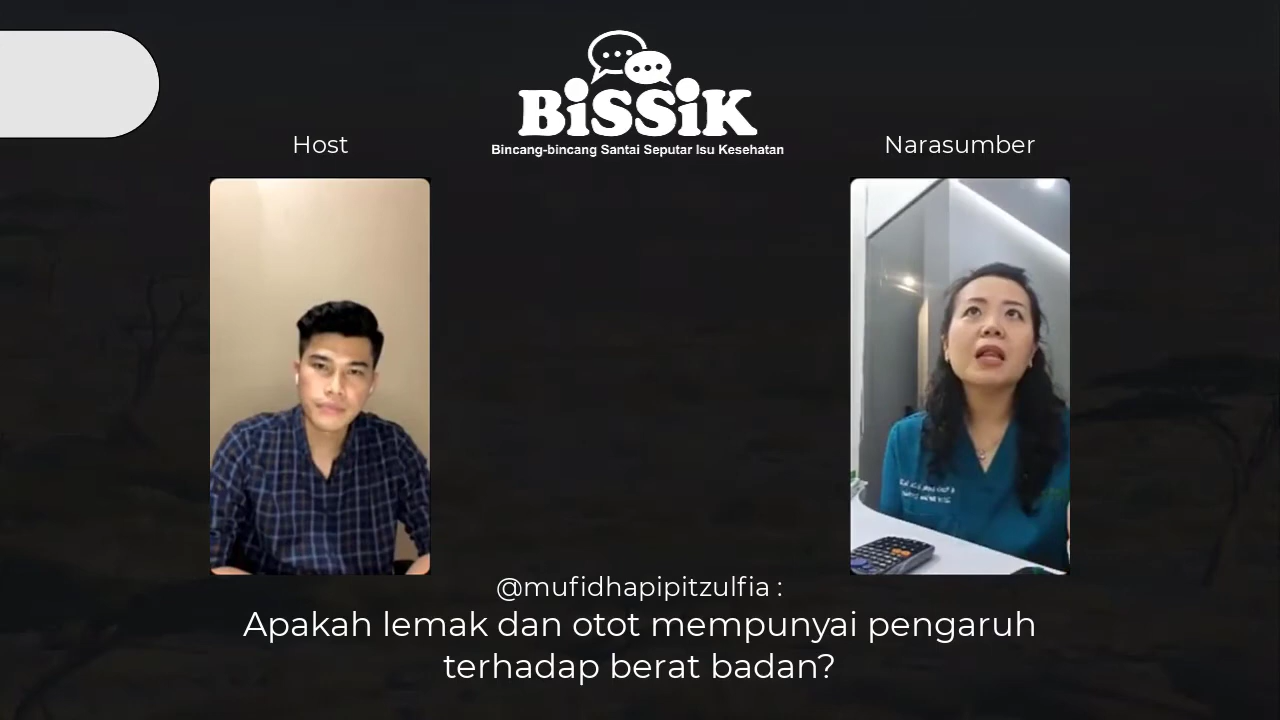 BiSSiK
Bincang-bincang Santai Seputar Isu Kesehatan
Host
Narasumber
@mufidhapipitzulfia :
Apakah lemak dan otot mempunyai pengaruh
terhadap berat badan?